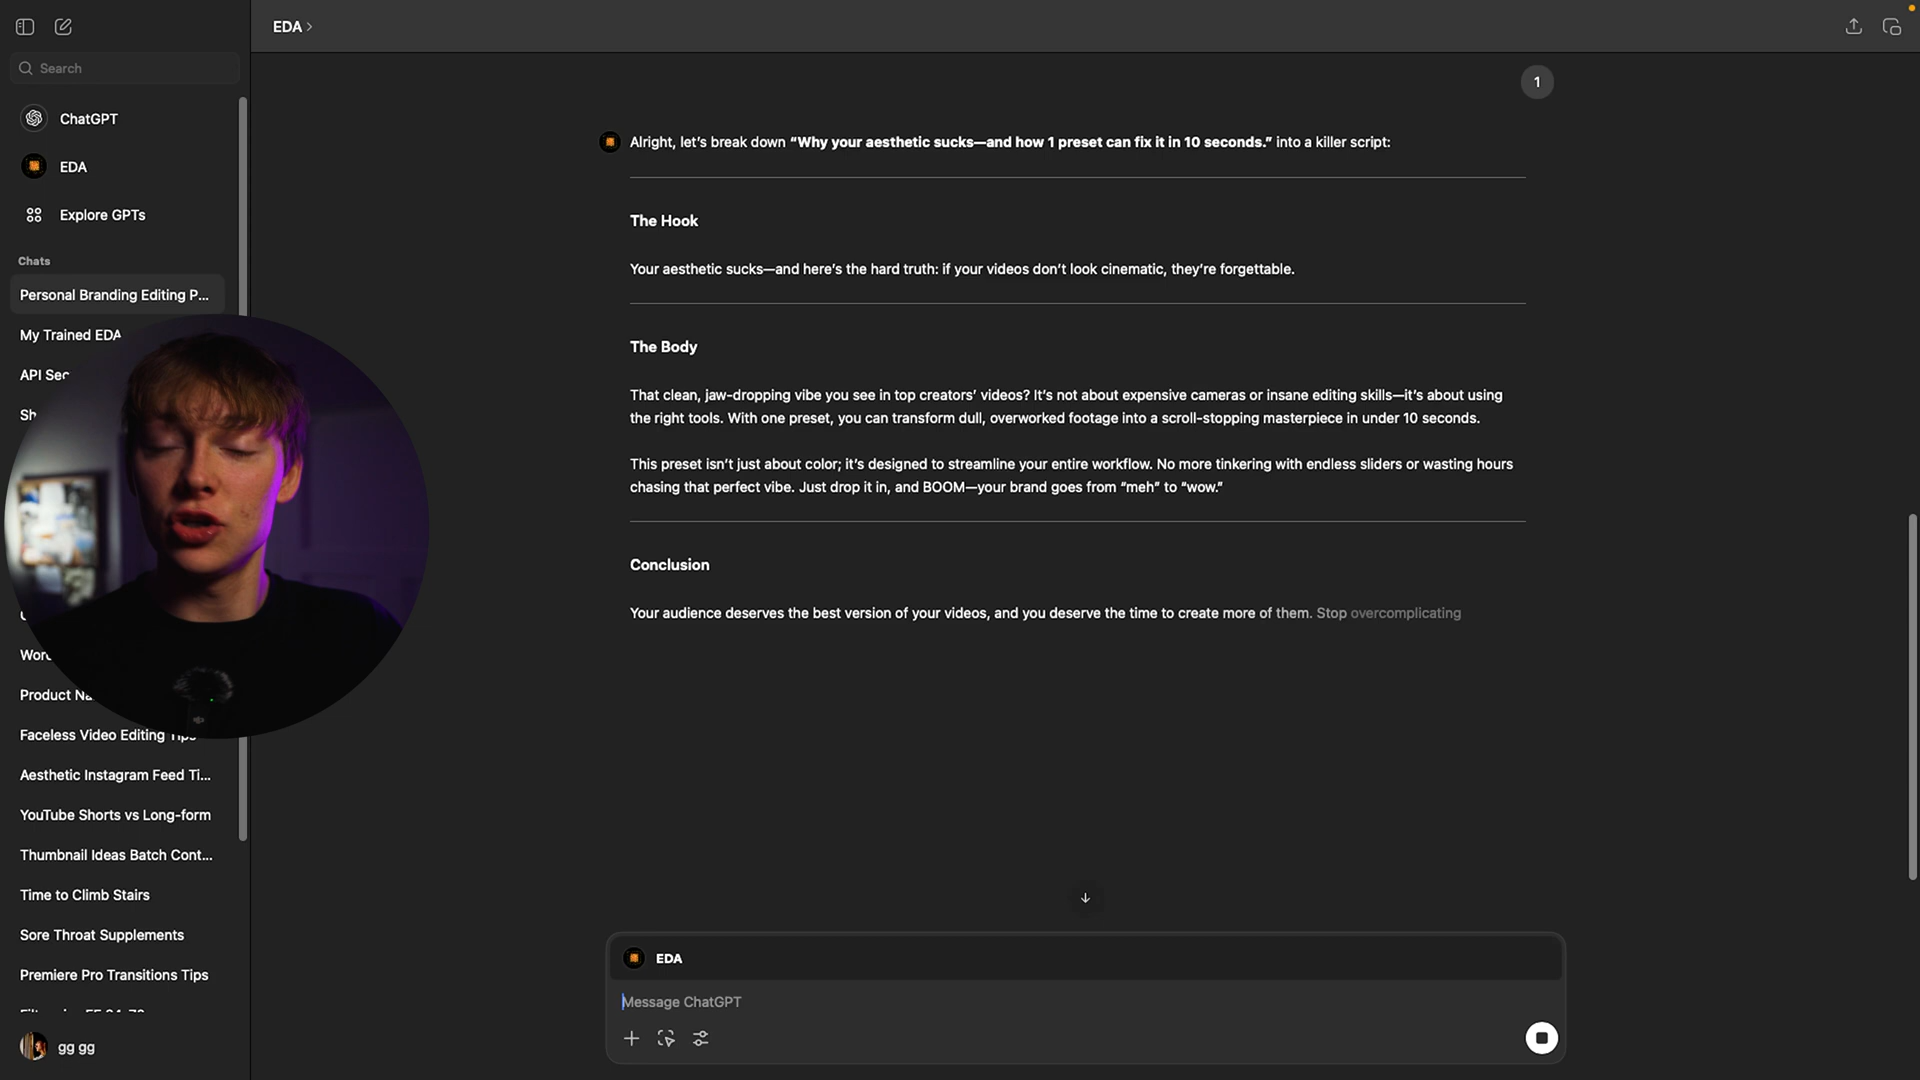 EDA
Search
ChatGPT
EDA
Explore GPTs
Chats
Personal Branding Editing P...
My Trained EDA
API Sec
Sh
Word
Product Na
Faceless Video Editing Tips
Aesthetic Instagram Feed Ti...
YouTube Shorts vs Long-form
Thumbnail Ideas Batch Cont...
Time to Climb Stairs
Sore Throat Supplements
Premiere Pro Transitions Tips
gg gg
1
Alright, let’s break down “Why your aesthetic sucks—and how 1 preset can fix it in 10 seconds.” into a killer script:
The Hook
Your aesthetic sucks—and here’s the hard truth: if your videos don’t look cinematic, they’re forgettable.
The Body
That clean, jaw-dropping vibe you see in top creators’ videos? It’s not about expensive cameras or insane editing skills—it’s about using
the right tools. With one preset, you can transform dull, overworked footage into a scroll-stopping masterpiece in under 10 seconds.
This preset isn’t just about color; it’s designed to streamline your entire workflow. No more tinkering with endless sliders or wasting hours
chasing that perfect vibe. Just drop it in, and BOOM—your brand goes from “meh” to “wow.”
Conclusion
Your audience deserves the best version of your videos, and you deserve the time to create more of them. Stop overcomplicating
EDA
Message ChatGPT